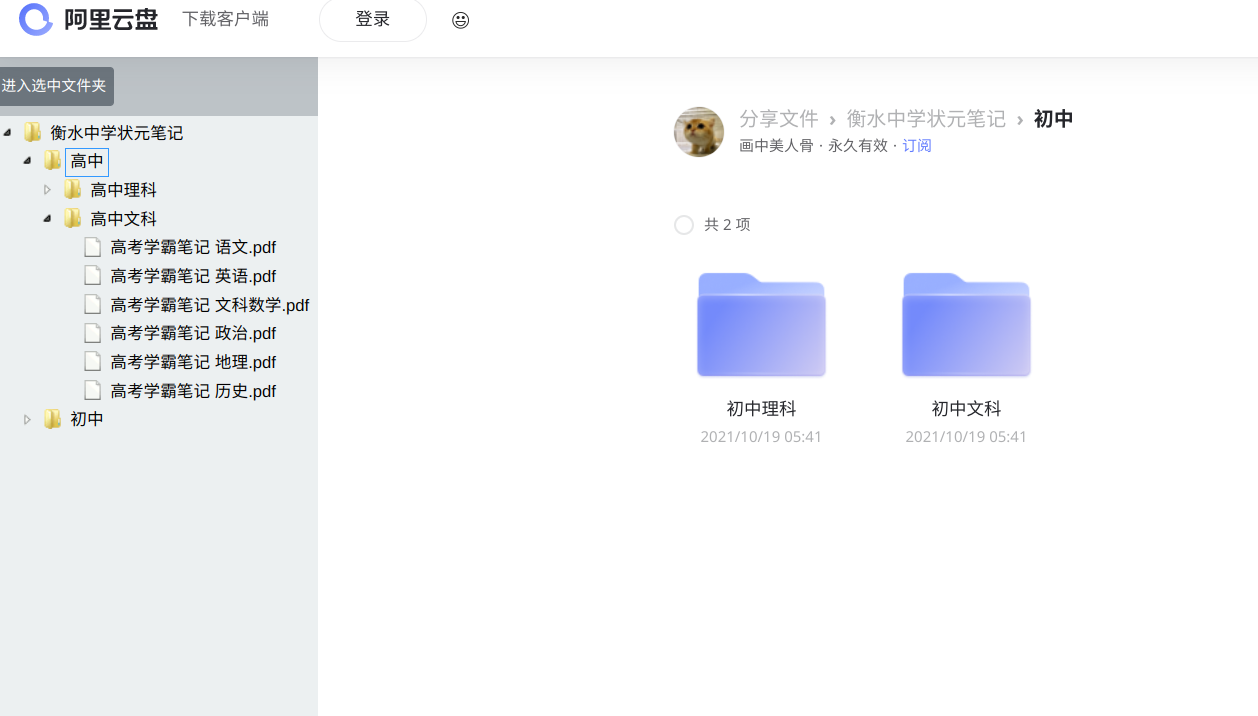 阿里云盘 下载客户端 登录
进入选中文件夹
衡水中学状元笔记
高中
高中理科
高中文科
高考学霸笔记 语文.pdf
高考学霸笔记 英语.pdf
高考学霸笔记 文科数学.pdf
高考学霸笔记 政治.pdf
高考学霸笔记 地理.pdf
高考学霸笔记 历史.pdf
初中
分享文件 › 衡水中学状元笔记 › 初中
画中美人骨 · 永久有效 · 订阅
共 2 项
初中理科 初中文科
2021/10/19 05:41 2021/10/19 05:41